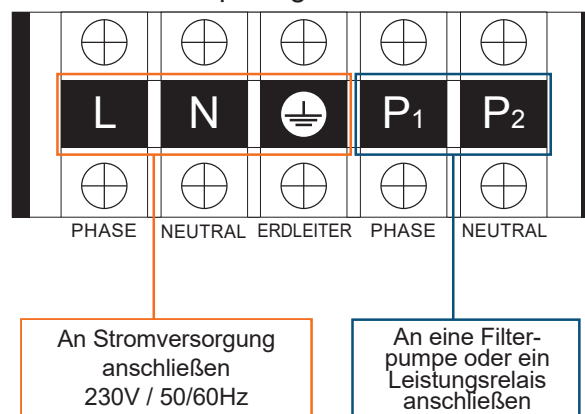 L N P1 P2
PHASE NEUTRAL ERDLEITER PHASE NEUTRAL
An Stromversorgung
anschließen
230V / 50/60Hz
An eine Filter-
pumpe oder ein
Leistungsrelais
anschließen